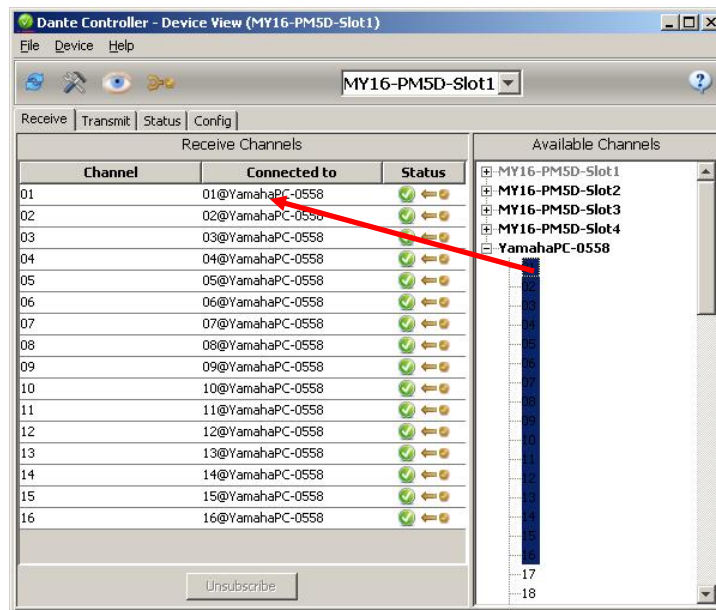 Dante Controller - Device View (MY16-PM5D-Slot1)
File Device Help
MY16-PM5D-Slot1
Receive Transmit Status Config
Receive Channels
Channel Connected to Status
01 01@YamahaPC-0558
02 02@YamahaPC-0558
03 03@YamahaPC-0558
04 04@YamahaPC-0558
05 05@YamahaPC-0558
06 06@YamahaPC-0558
07 07@YamahaPC-0558
08 08@YamahaPC-0558
09 09@YamahaPC-0558
10 10@YamahaPC-0558
11 11@YamahaPC-0558
12 12@YamahaPC-0558
13 13@YamahaPC-0558
14 14@YamahaPC-0558
15 15@YamahaPC-0558
16 16@YamahaPC-0558
Unsubscribe
Available Channels
MY16-PM5D-Slot1
MY16-PM5D-Slot2
MY16-PM5D-Slot3
MY16-PM5D-Slot4
YamahaPC-0558
02
03
04
05
06
07
08
09
10
11
12
13
14
15
16
17
18